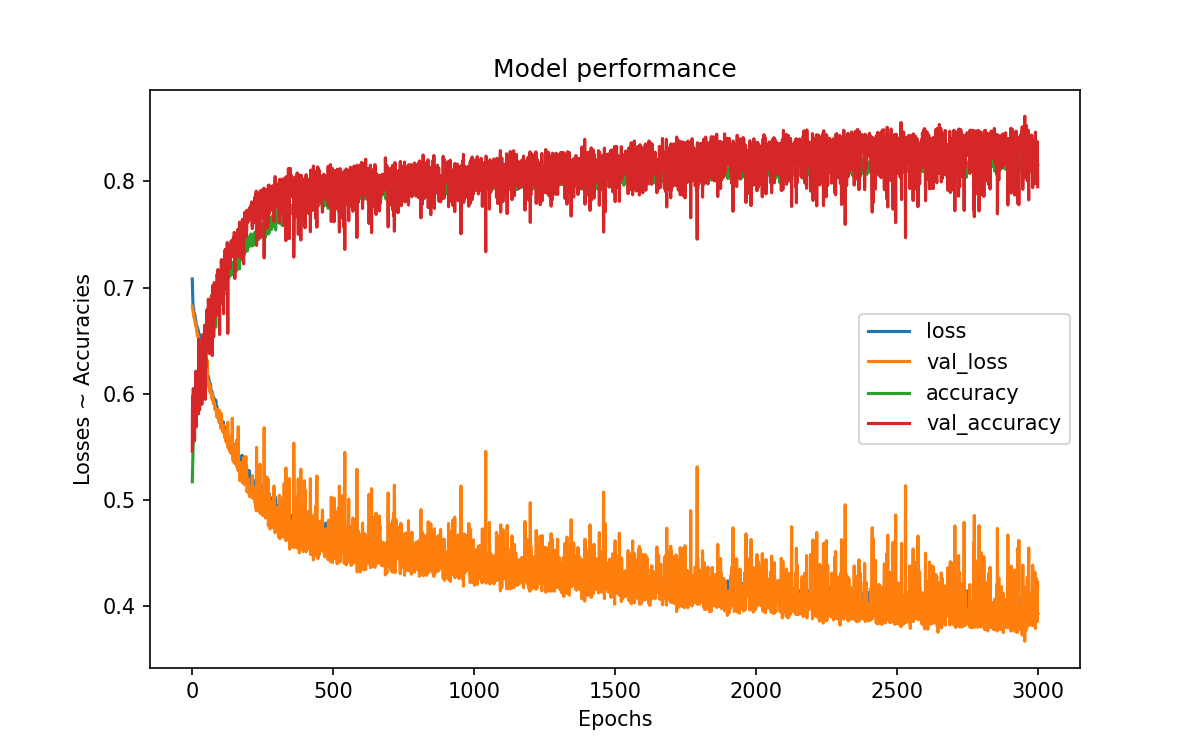 Model performance
Losses ~ Accuracies
0.8
0.7
0.6
0.5
0.4
loss
val_loss
accuracy
val_accuracy
0 500 1000 1500 2000 2500 3000
Epochs